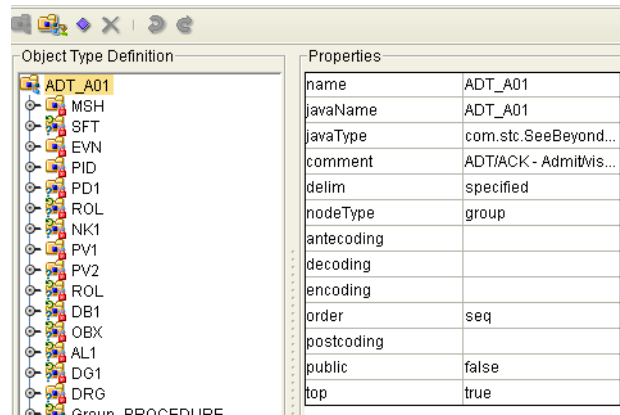 Object Type Definition
ADT_A01
MSH
SFT
EVN
PID
PD1
ROL
NK1
PV1
PV2
ROL
DB1
OBX
AL1
DG1
DRG
Group_PROCEDURE
Properties
name ADT_A01
javaName ADT_A01
javaType com.stc.SeeBeyond...
comment ADT/ACK - Admit/vis...
delim specified
nodeType group
antecoding
decoding
encoding
order seq
postcoding
public false
top true